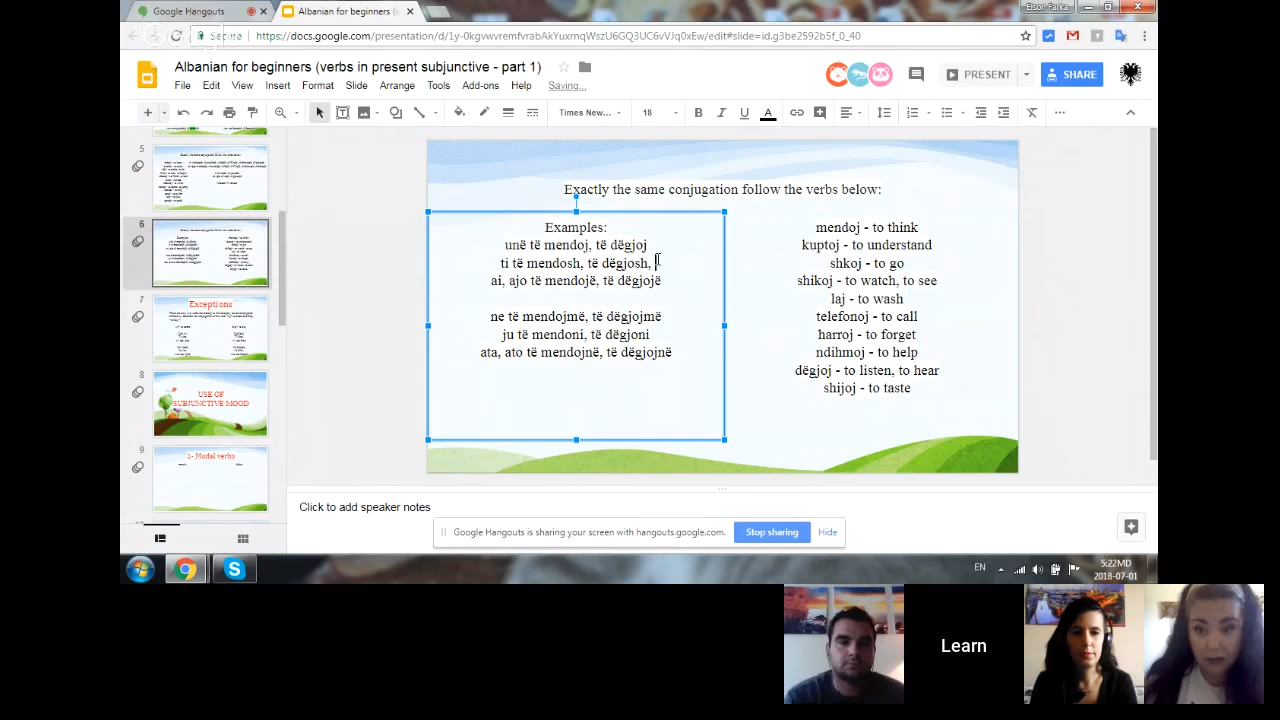 Google Hangouts
Albanian for beginners (v
Elson Farka
Secure
https://docs.google.com/presentation/d/1y-0kgvwvremfvrabAkYuxrnqWszU6GQ3UC6vVJq0xEw/edit#slide=id.g3be2592b5f_0_40
Albanian for beginners (verbs in present subjunctive - part 1)
File Edit View Insert Format Arrange Tools Add-ons Help Saving...
PRESENT
SHARE
Times New... 18
B I U A
5
6
7
Exceptions
8
USE OF
SUBJUNCTIVE MOOD
9
1- Modal verbs
Exactly the same conjugation follow the verbs below:
Examples:
unë të mendoj, të dëgjoj
ti të mendosh, të dëgjosh,
ai, ajo të mendojë, të dëgjojë
ne të mendojmë, të dëgjojmë
ju të mendoni, të dëgjoni
ata, ato të mendojnë, të dëgjojnë
mendoj - to think
kuptoj - to understand
shkoj - to go
shikoj - to watch, to see
laj - to wash
telefonoj - to call
harroj - to forget
ndihmoj - to help
dëgjoj - to listen, to hear
shijoj - to taste
Click to add speaker notes
Google Hangouts is sharing your screen with hangouts.google.com.
Stop sharing
Hide
EN
5:22MD
2018-07-01
Learn